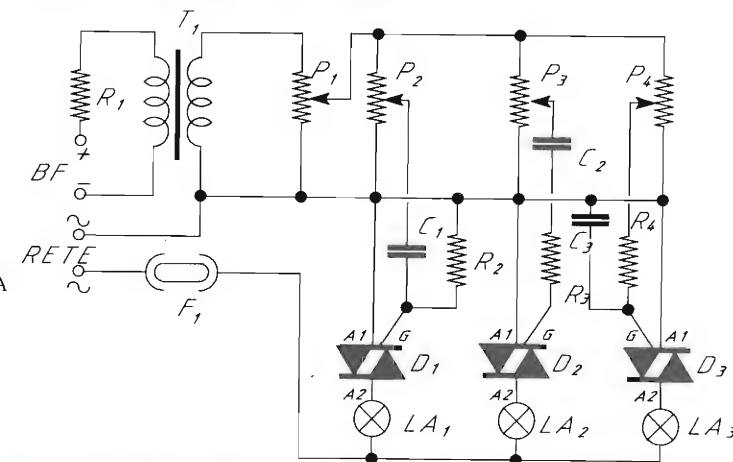 T1
P1
P2
P3
P4
R1
+
BF
−
C2
~
RETE
~
C1
R2
C3
R4
R3
A
F1
A1 G
A1 G
G A1
D1
D2
D3
A2
A2
A2
LA1
LA2
LA3